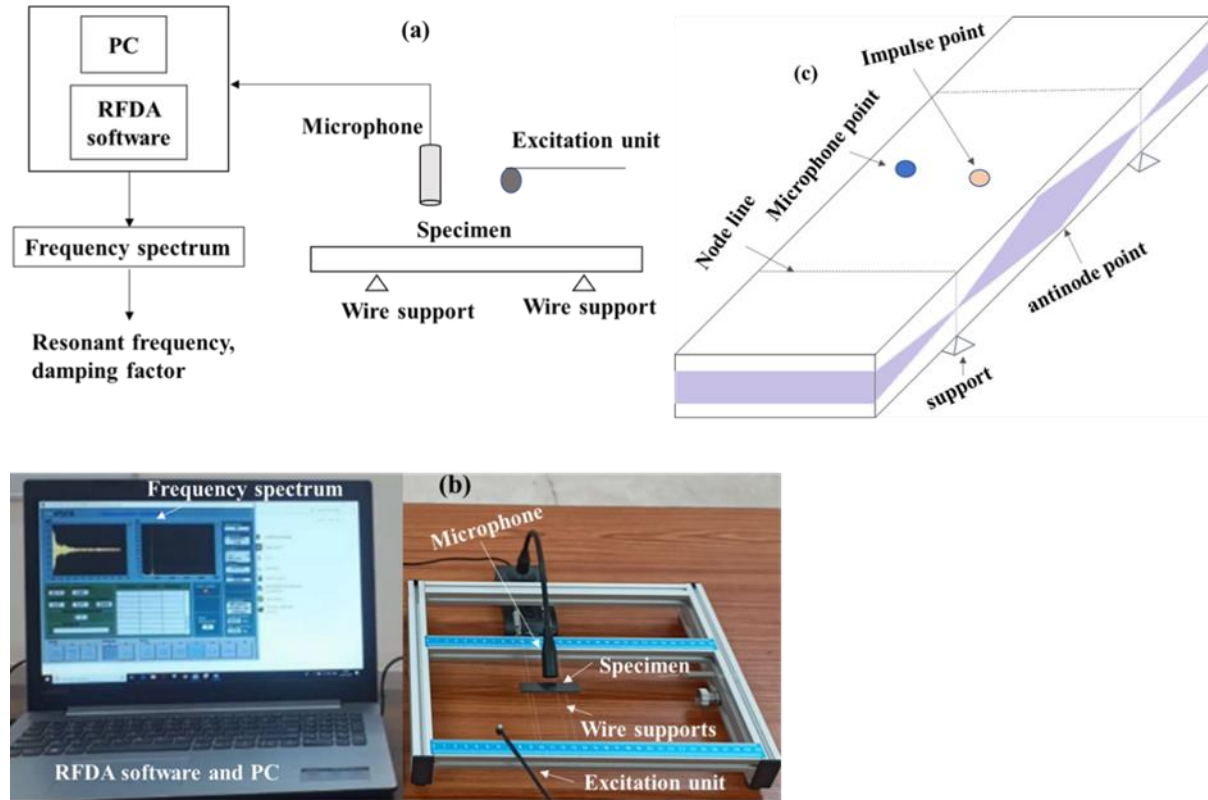 (a)
PC
RFDA
software
Microphone
Excitation unit
Specimen
Wire support
Wire support
Frequency spectrum
Resonant frequency,
damping factor
(c)
Impulse point
Microphone point
Node line
antinode point
support
(b)
Frequency spectrum
RFDA software and PC
Microphone
Specimen
Wire supports
Excitation unit